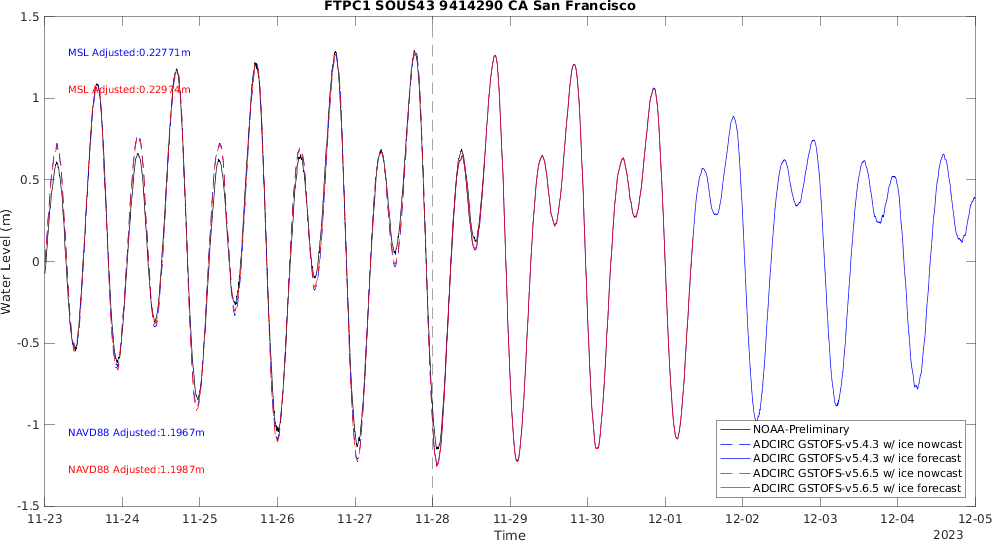 FTPC1 SOUS43 9414290 CA San Francisco
1.5
1
0.5
0
-0.5
-1
-1.5
Water Level (m)
MSL Adjusted:0.22771m
MSL Adjusted:0.22974m
NAVD88 Adjusted:1.1967m
NAVD88 Adjusted:1.1987m
NOAA-Preliminary
ADCIRC GSTOFS-v5.4.3 w/ ice nowcast
ADCIRC GSTOFS-v5.4.3 w/ ice forecast
ADCIRC GSTOFS-v5.6.5 w/ ice nowcast
ADCIRC GSTOFS-v5.6.5 w/ ice forecast
11-23 11-24 11-25 11-26 11-27 11-28 11-29 11-30 12-01 12-02 12-03 12-04 12-05
Time
2023